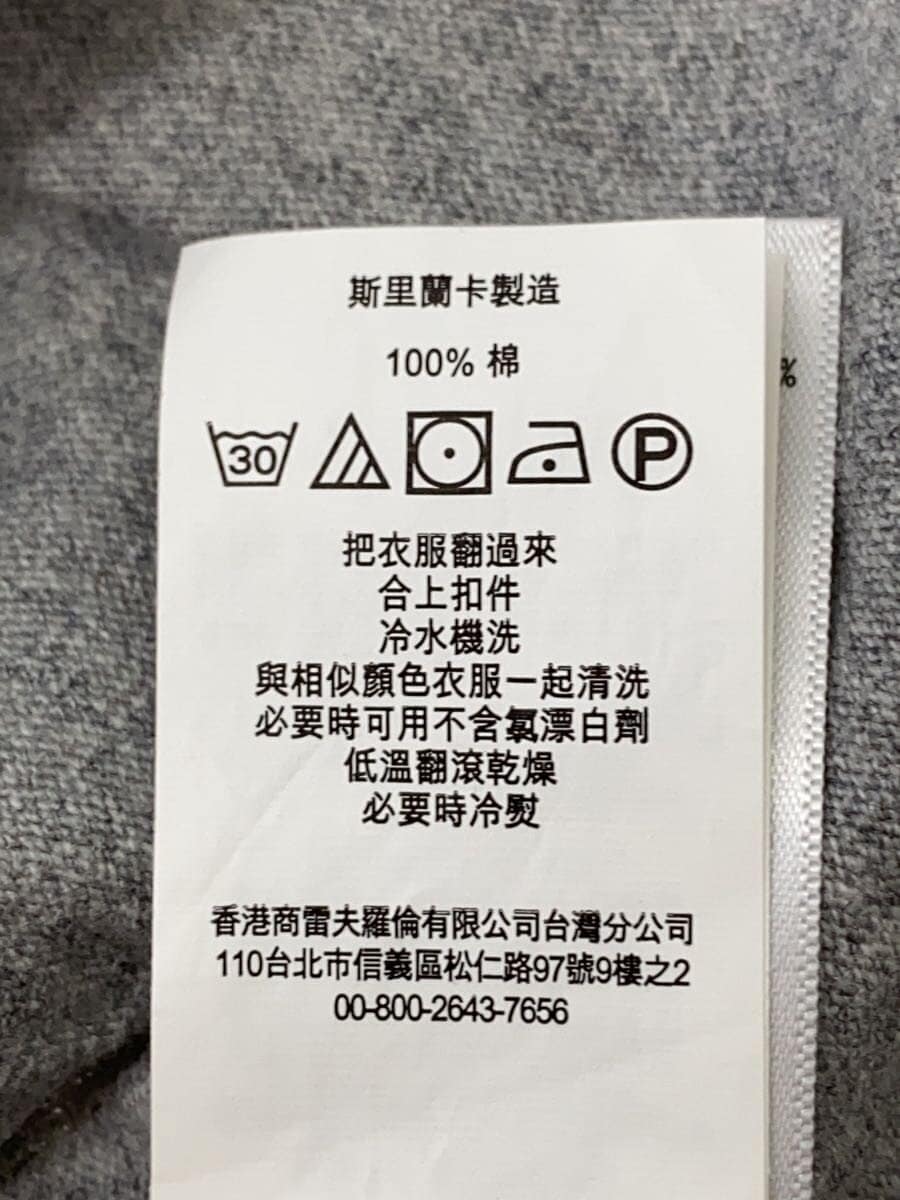 斯里蘭卡製造
100% 棉
%
30
P
把衣服翻過來
合上扣件
冷水機洗
與相似顏色衣服一起清洗
必要時可用不含氯漂白劑
低溫翻滾乾燥
必要時冷熨
香港商雷夫羅倫有限公司台灣分公司
110台北市信義區松仁路97號9樓之2
00-800-2643-7656